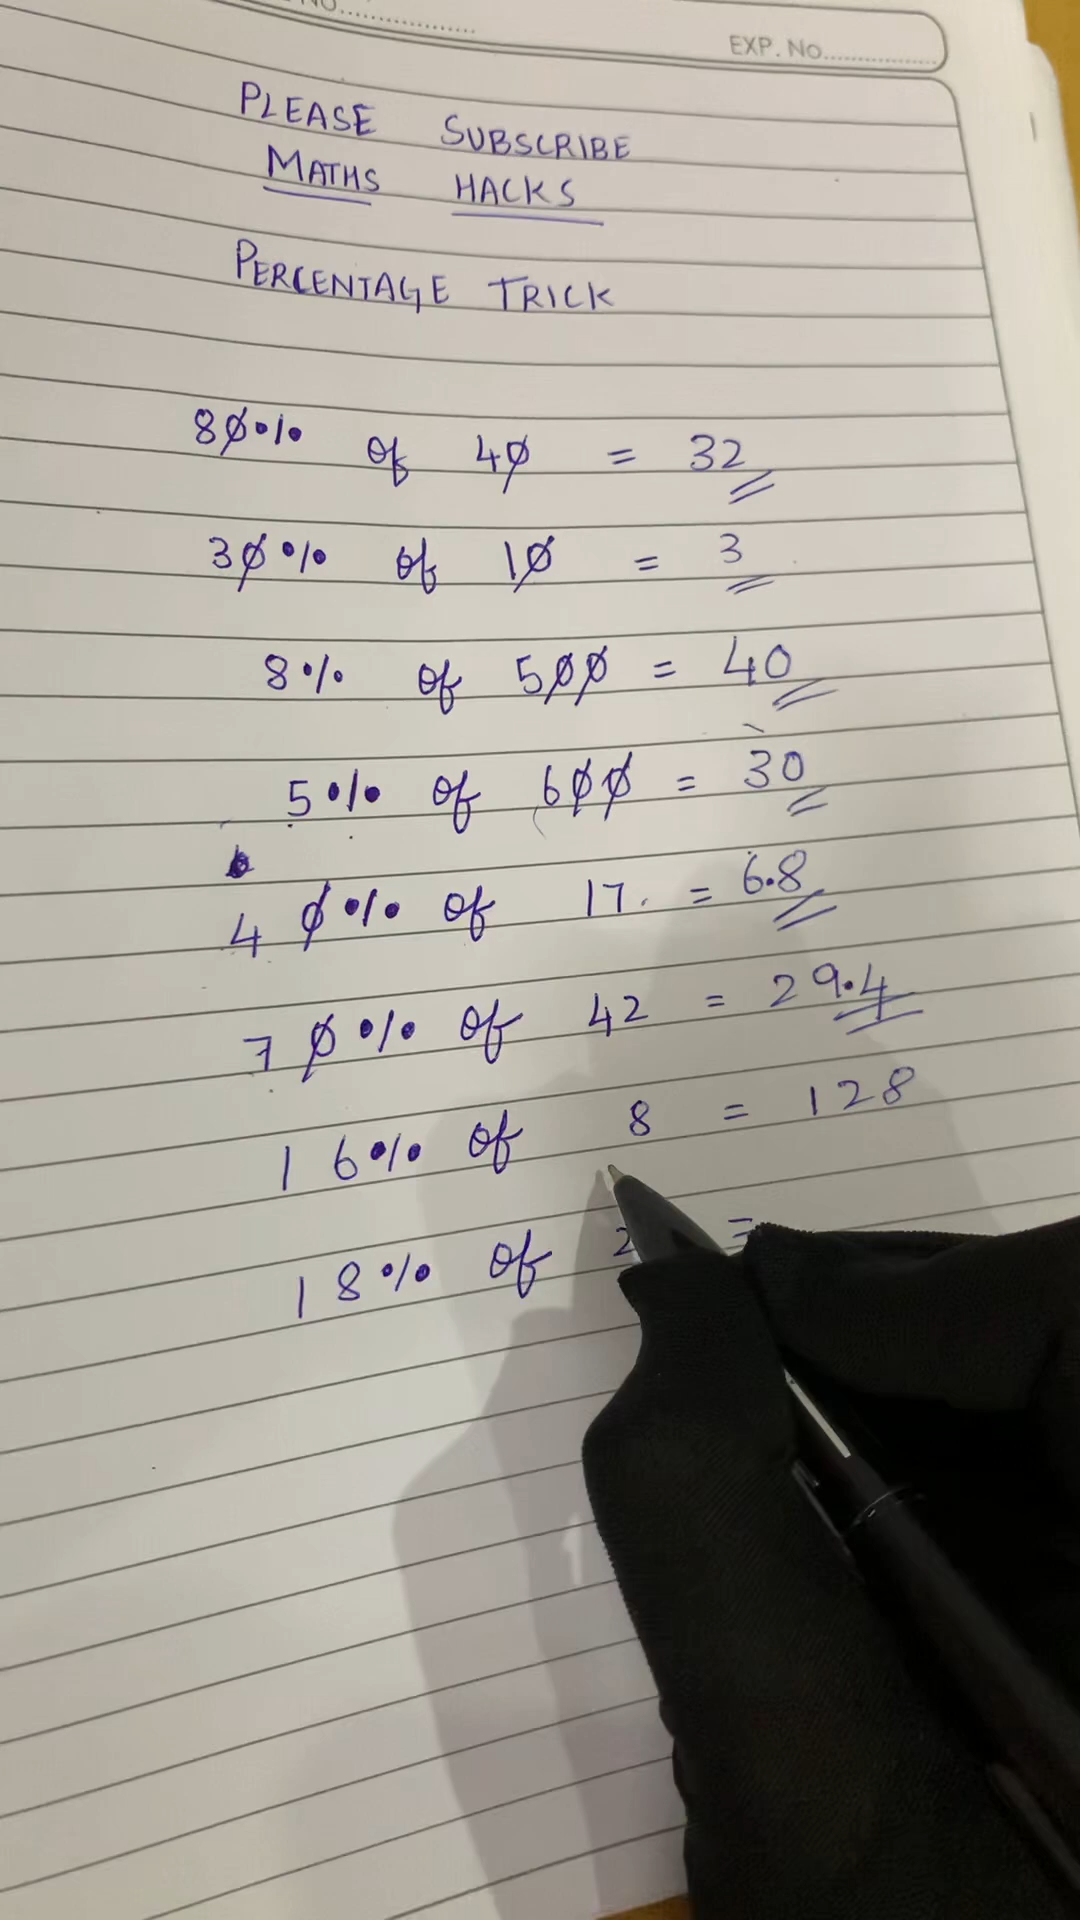 EXP. No..................
PLEASE SUBSCRIBE
MATHS HACKS
PERCENTAGE TRICK
80% of 40 = 32
30% of 10 = 3
8% of 500 = 40
5% of 600 = 30
40% of 17. = 6.8
70% of 42 = 29.4
16% of 8 = 128
18% of 2 =